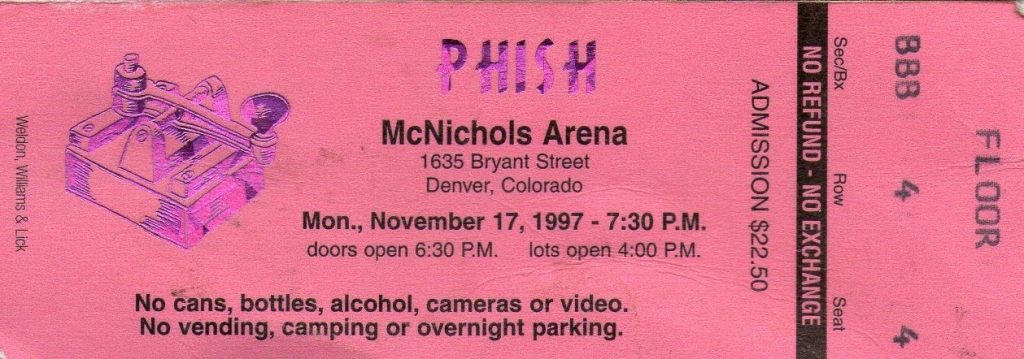 PHISH
McNichols Arena
1635 Bryant Street
Denver, Colorado
Mon., November 17, 1997 - 7:30 P.M.
doors open 6:30 P.M. lots open 4:00 P.M.
No cans, bottles, alcohol, cameras or video.
No vending, camping or overnight parking.
Weldon, Williams & Lick
ADMISSION $22.50
NO REFUND - NO EXCHANGE
Sec/Bx Row Seat
BBB 4 4
FLOOR